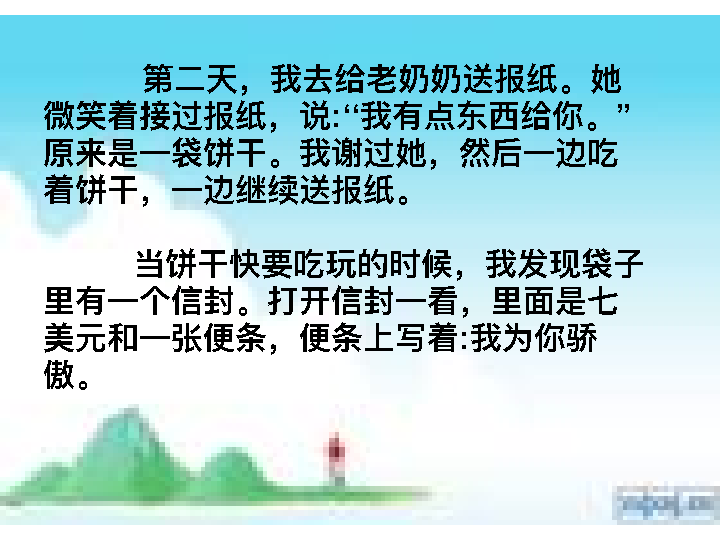 第二天，我去给老奶奶送报纸。她
微笑着接过报纸，说:“我有点东西给你。”
原来是一袋饼干。我谢过她，然后一边吃
着饼干，一边继续送报纸。
当饼干快要吃玩的时候，我发现袋子
里有一个信封。打开信封一看，里面是七
美元和一张便条，便条上写着:我为你骄
傲。